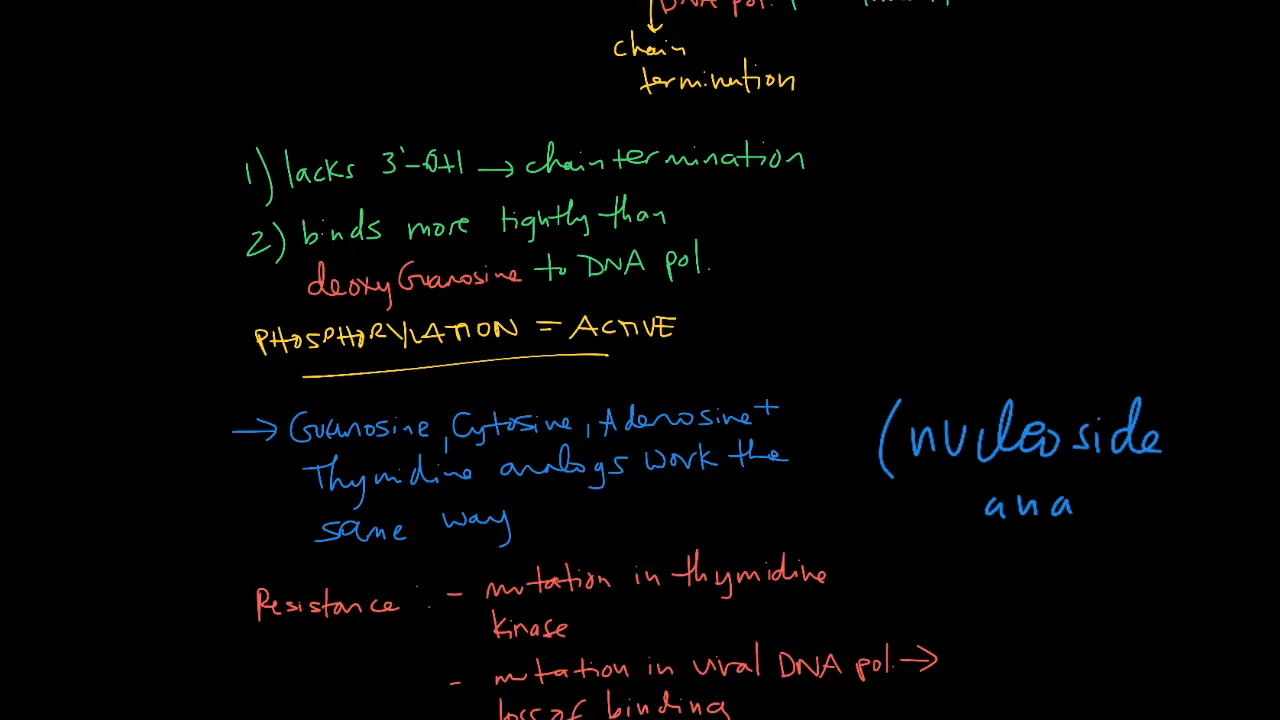 DNA pol.
chain
termination
1) lacks 3'-OH → chain termination
2) binds more tightly than
deoxyGuanosine to DNA pol.
PHOSPHORYLATION = ACTIVE
→ Guanosine, Cytosine, Adenosine +
Thymidine analogs work the
same way
(nucleoside
ana
Resistance : - mutation in thymidine
kinase
- mutation in viral DNA pol. →
loss of binding